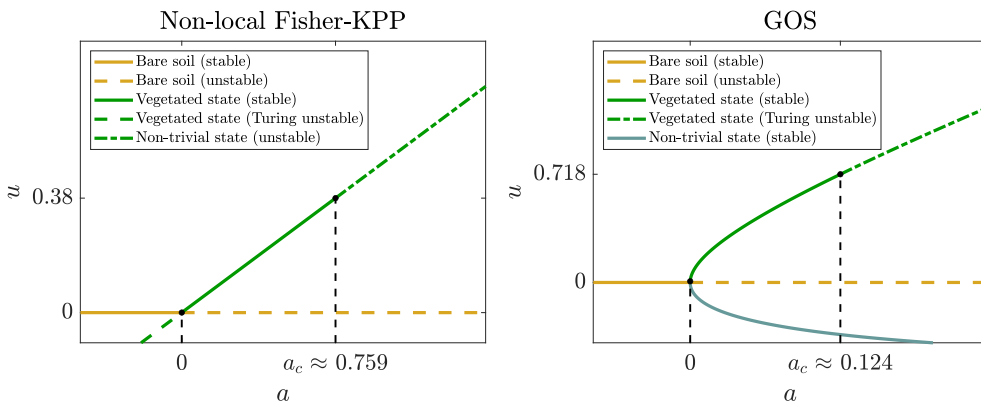 Non-local Fisher-KPP
Bare soil (stable)
Bare soil (unstable)
Vegetated state (stable)
Vegetated state (Turing unstable)
Non-trivial state (unstable)
u
0.38
0
0
a_c ≈ 0.759
a
GOS
Bare soil (stable)
Bare soil (unstable)
Vegetated state (stable)
Vegetated state (Turing unstable)
Non-trivial state (stable)
u
0.718
0
0
a_c ≈ 0.124
a